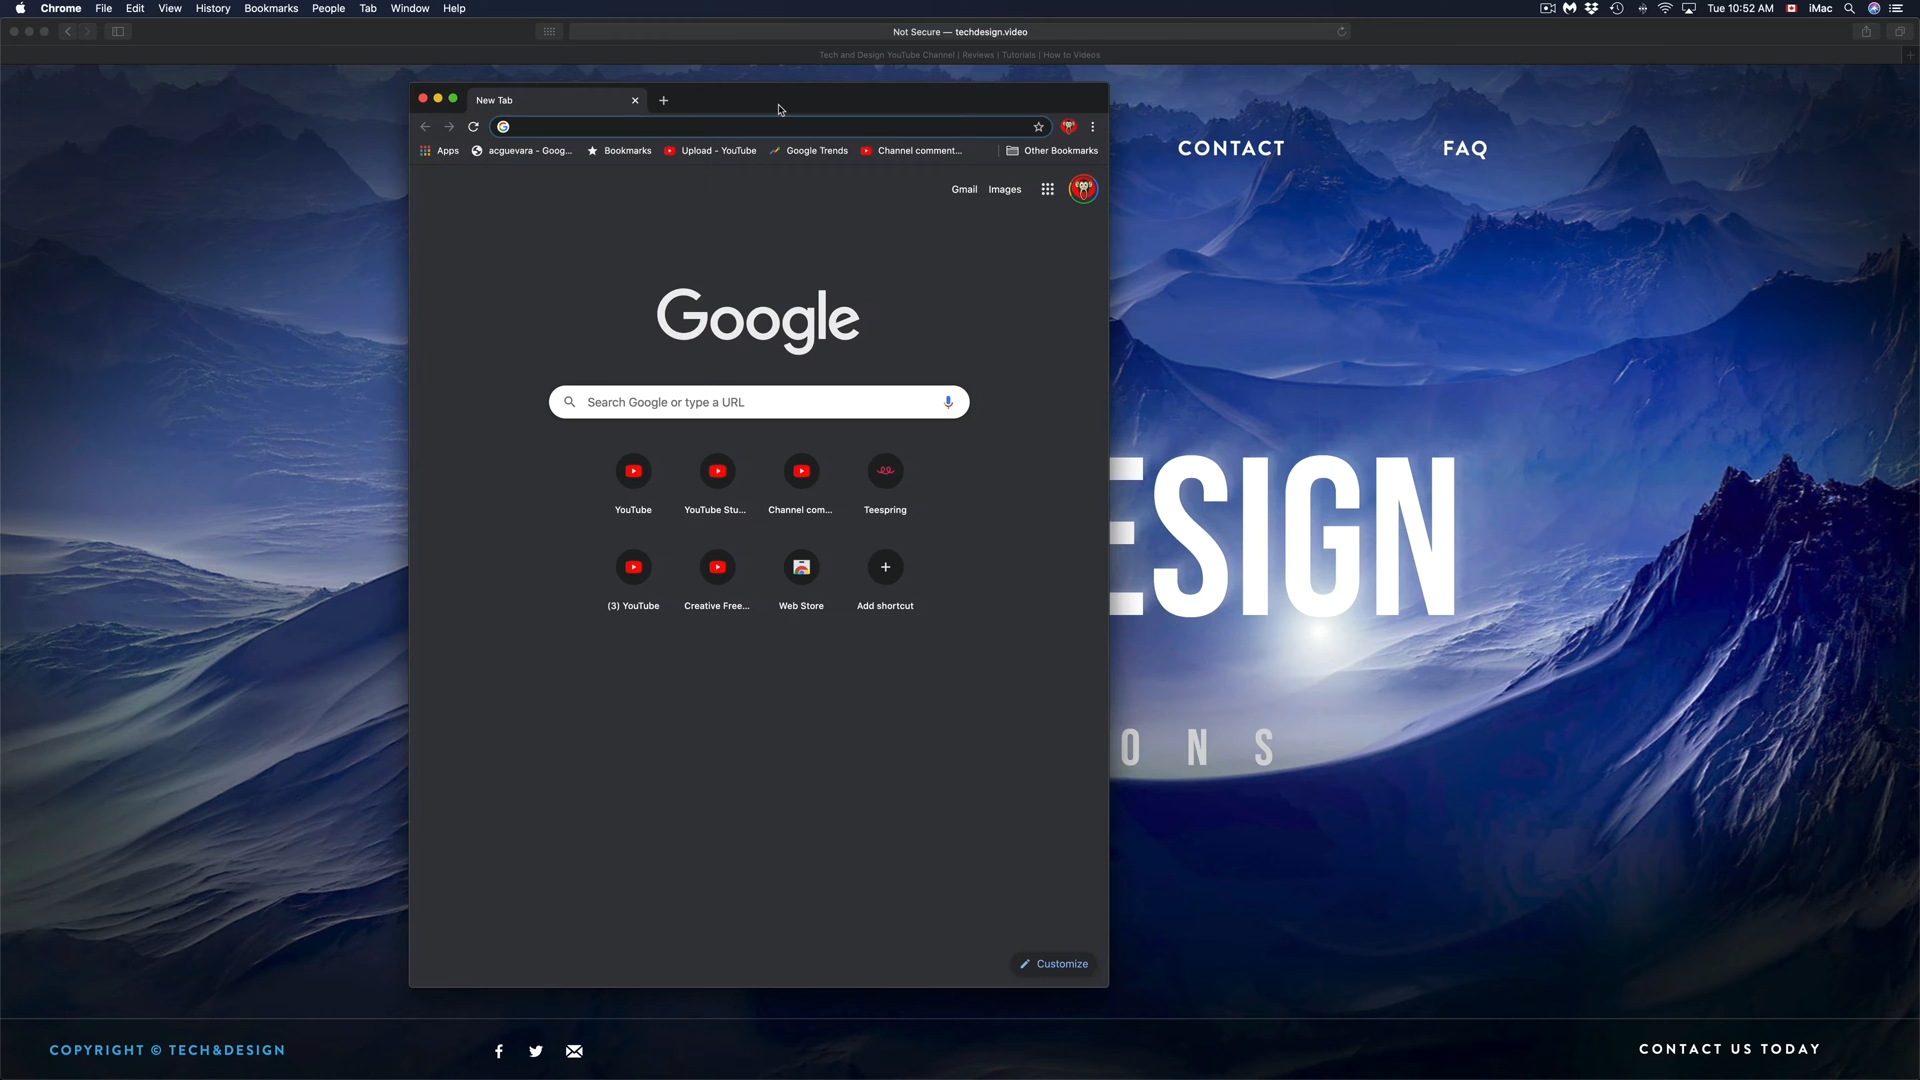 Chrome File Edit View History Bookmarks People Tab Window Help
Tue 10:52 AM iMac
Not Secure — techdesign.video
Tech and Design YouTube Channel | Reviews | Tutorials | How to Videos
New Tab
Apps acguevara - Goog... Bookmarks Upload - YouTube Google Trends Channel comment... Other Bookmarks
CONTACT FAQ
Gmail Images
Google
Search Google or type a URL
YouTube YouTube Stu... Channel com... Teespring
(3) YouTube Creative Free... Web Store Add shortcut
ESIGN
O N S
Customize
COPYRIGHT © TECH&DESIGN
CONTACT US TODAY